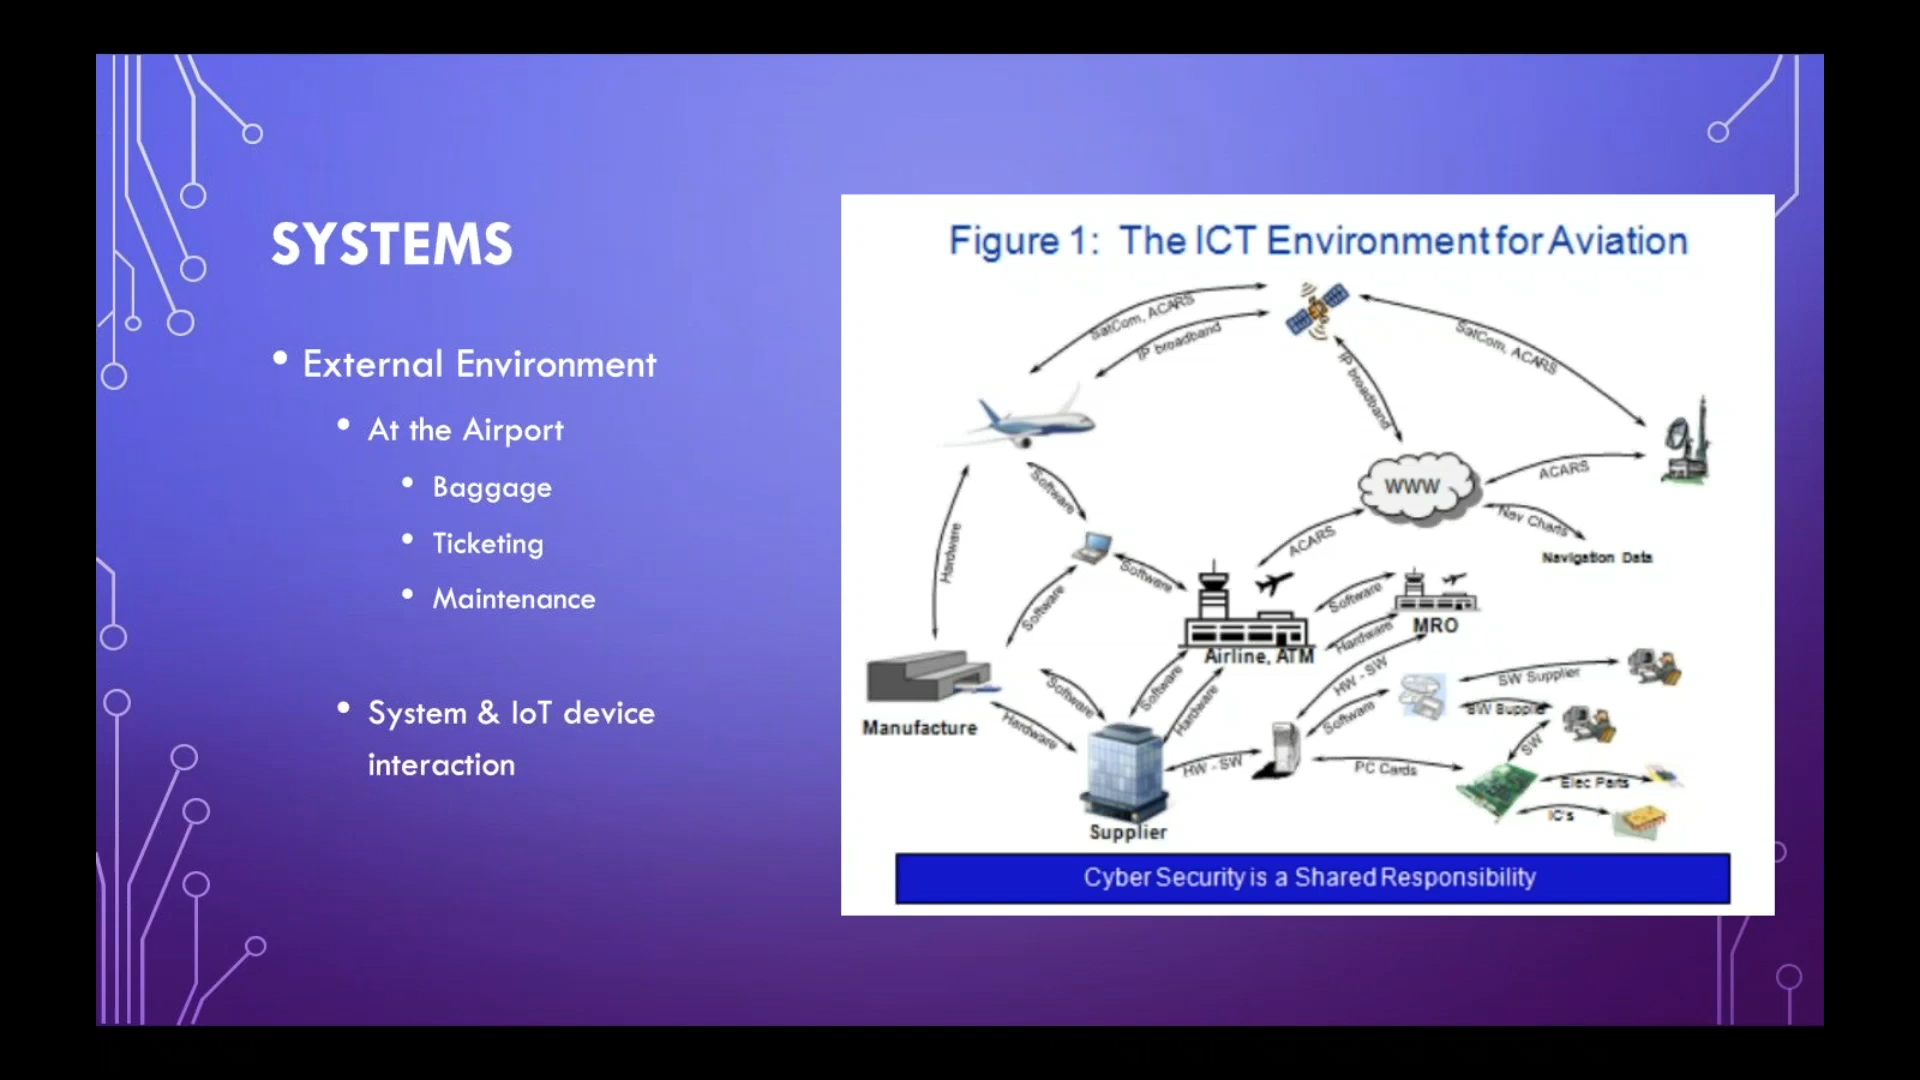 SYSTEMS
• External Environment
• At the Airport
• Baggage
• Ticketing
• Maintenance
• System & IoT device
interaction
Figure 1: The ICT Environment for Aviation
SatCom, ACARS
IP broadband
IP broadband
SatCom, ACARS
WWW
ACARS
Nav Charts
Navigation Data
ACARS
Software
Hardware
Software
Software
Software
Hardware
MRO
Airline, ATM
HW - SW
Software
Hardware
Software
Hardware
Software
SW Supplier
SW Supplier
SW
Manufacture
HW - SW
PC Cards
Elec Parts
IC's
Supplier
Cyber Security is a Shared Responsibility